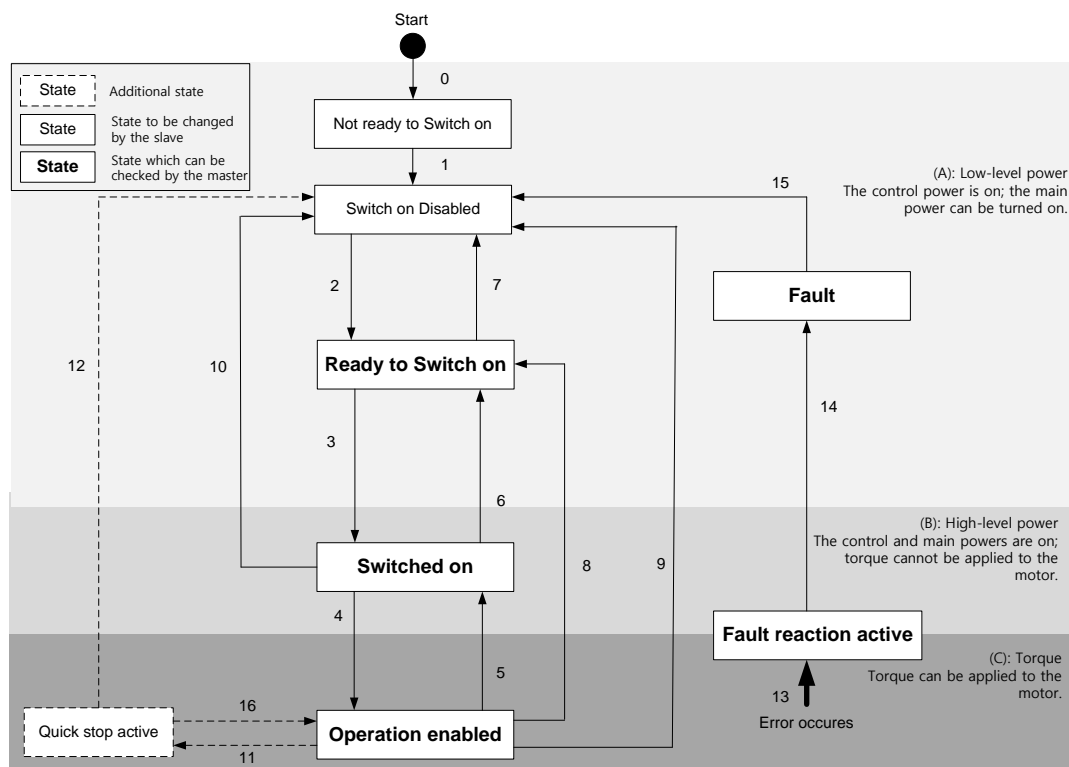 Start
0
State
Additional state
State
State to be changed
by the slave
State
State which can be
checked by the master
Not ready to Switch on
1
Switch on Disabled
15
(A): Low-level power
The control power is on; the main
power can be turned on.
2
7
Fault
12
10
Ready to Switch on
14
3
6
(B): High-level power
The control and main powers are on;
torque cannot be applied to the
motor.
Switched on
8
9
4
Fault reaction active
5
(C): Torque
Torque can be applied to the
motor.
13
Error occures
16
Quick stop active
Operation enabled
11